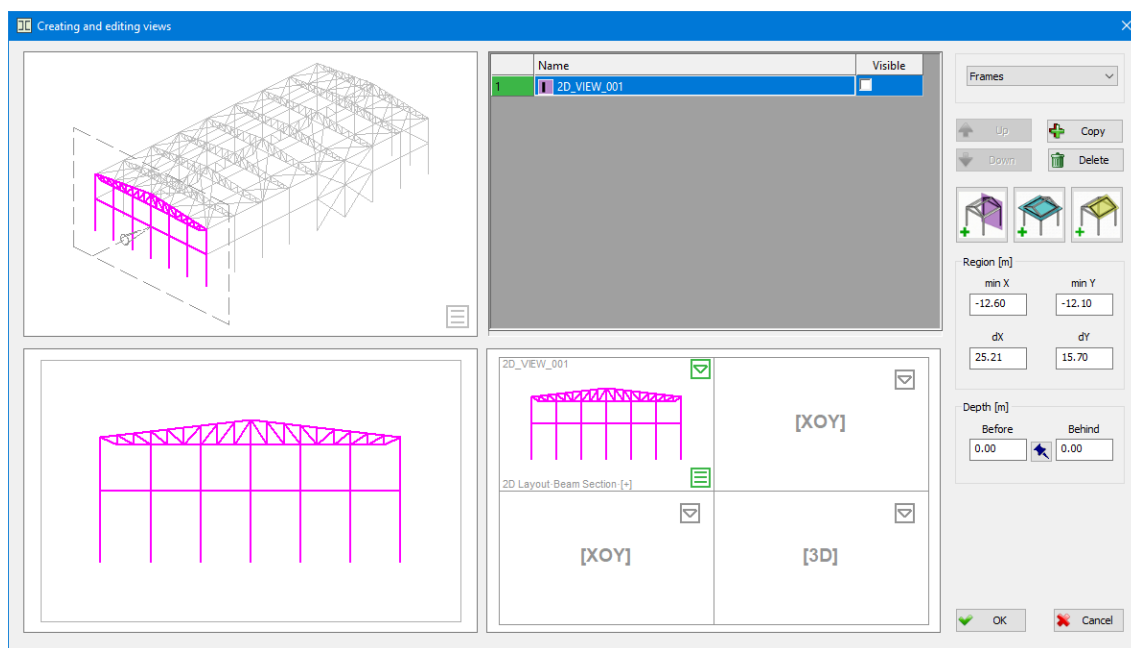 Creating and editing views
Name Visible
1 2D_VIEW_001
Frames
Up Copy
Down Delete
Region [m]
min X min Y
-12.60 -12.10
dX dY
25.21 15.70
Depth [m]
Before Behind
0.00 0.00
2D_VIEW_001
[XOY]
2D Layout·Beam Section·[+]
[XOY] [3D]
OK Cancel